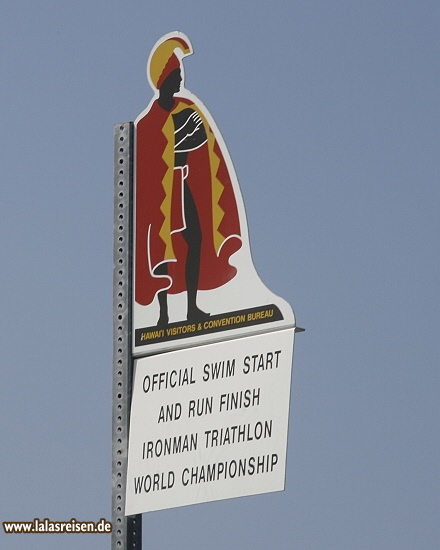 HAWAI'I VISITORS & CONVENTION BUREAU
OFFICIAL SWIM START
AND RUN FINISH
IRONMAN TRIATHLON
WORLD CHAMPIONSHIP
www.lalasreisen.de